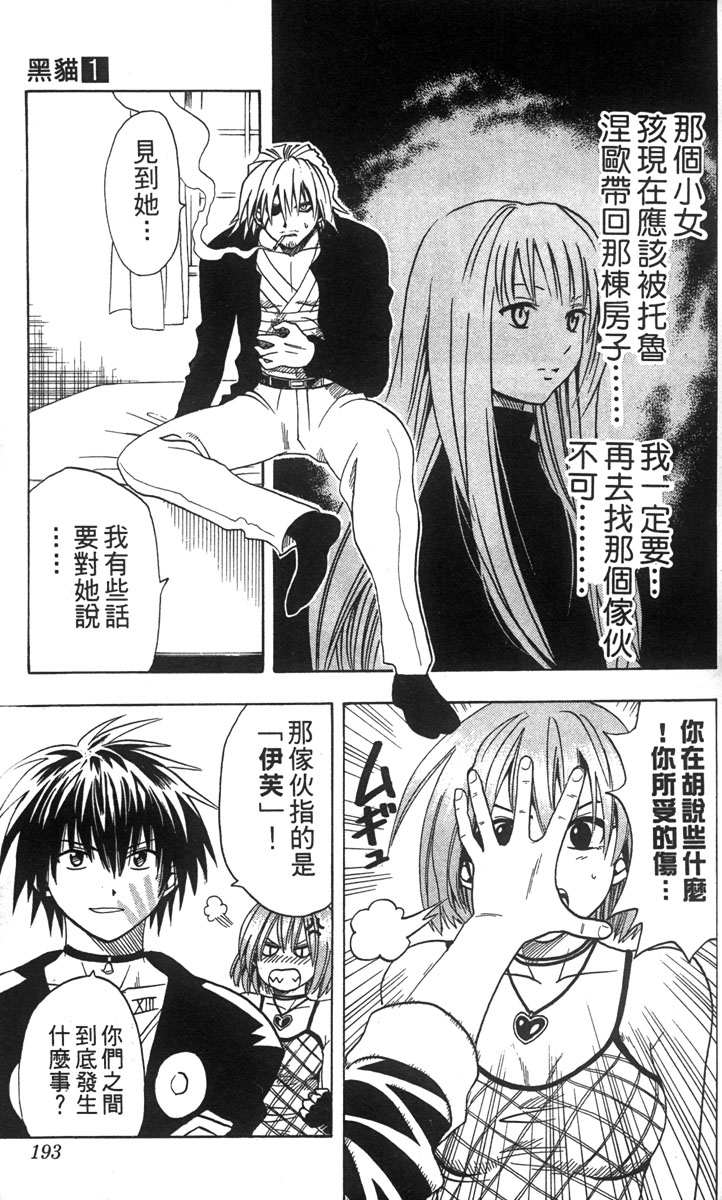 黑貓1
那個小女
孩現在應該被托魯
涅歐帶回那棟房子……
我一定要…
再去找那個傢伙
不可………
見到她…
我有些話
要對她說
……
你在胡說些什麼
！你所受的傷…
ムギュ
那傢伙指的是
「伊芙」！
你們之間
到底發生
什麼事？
XIII
193